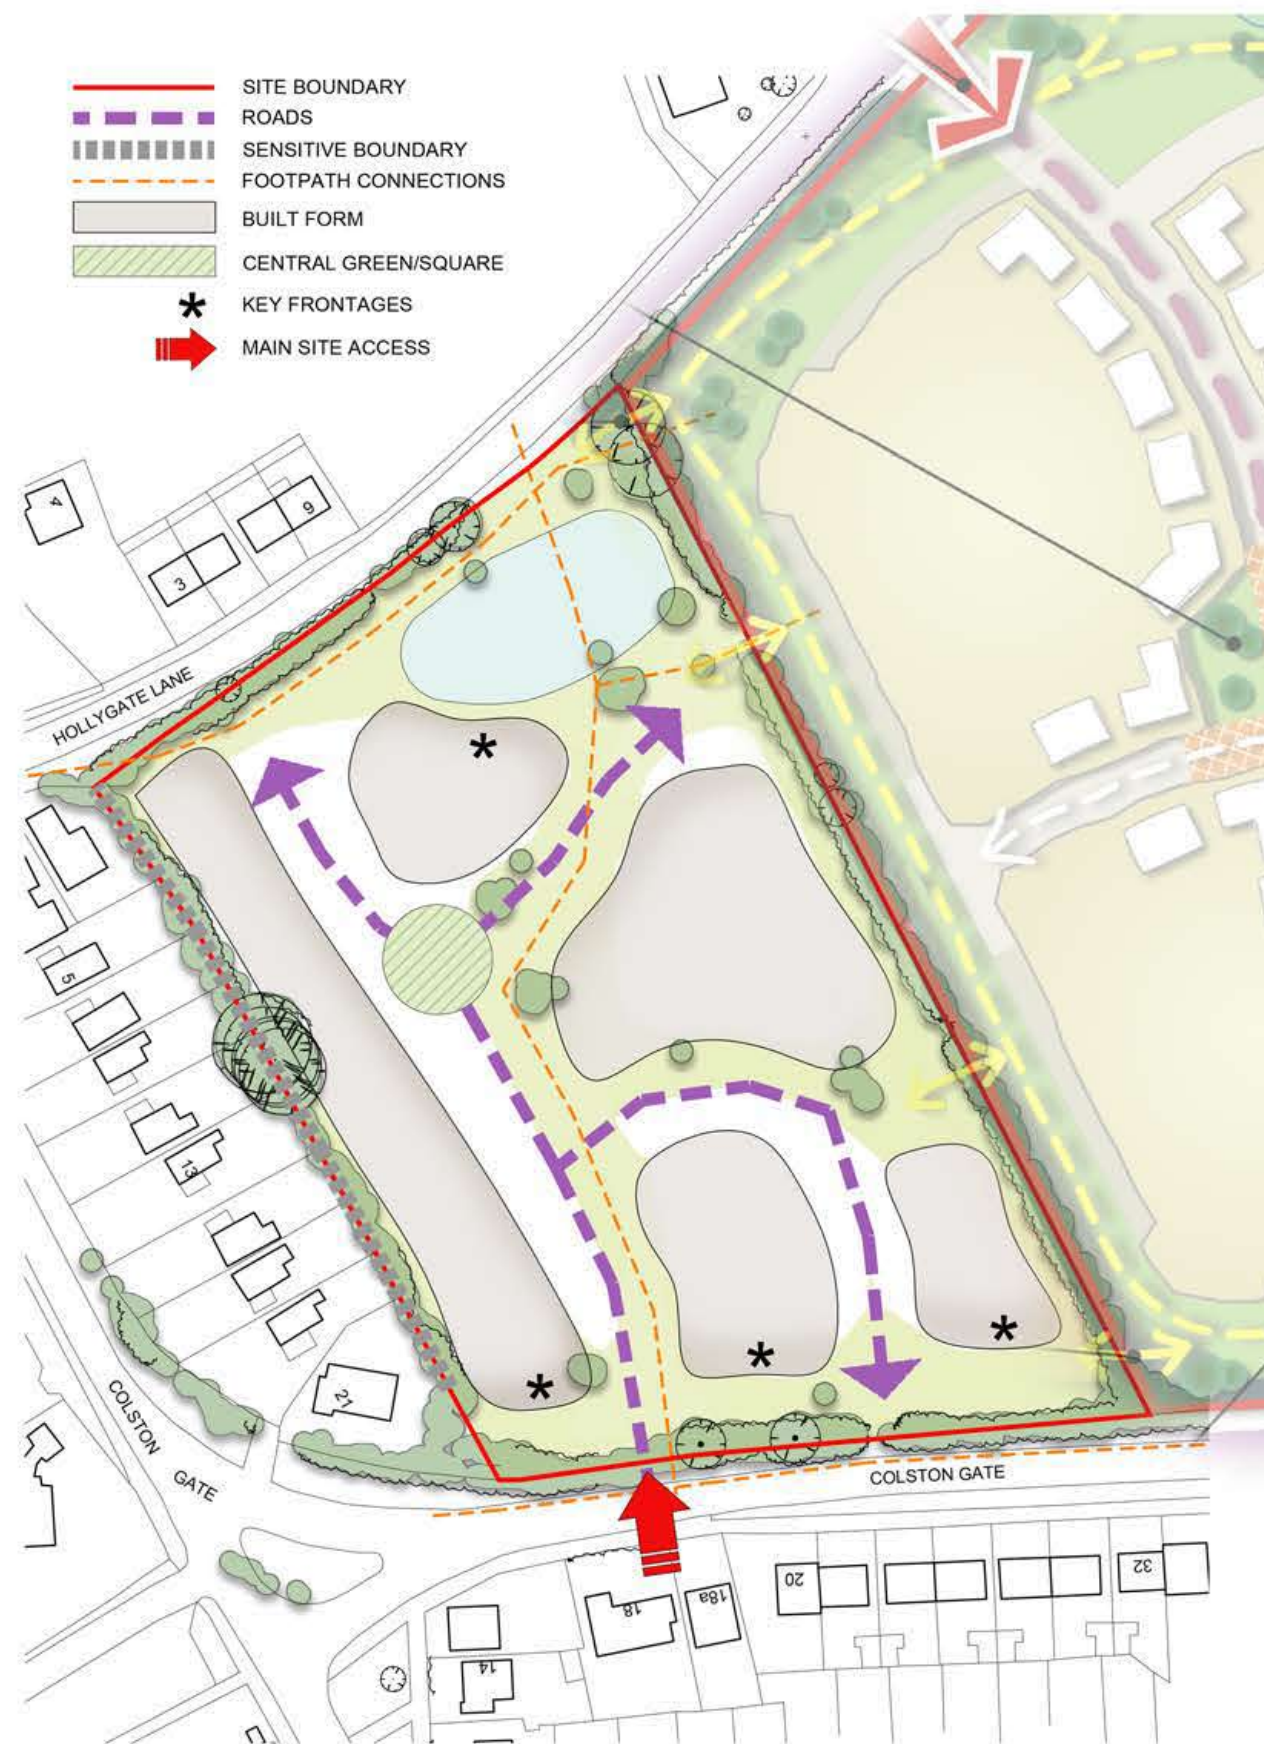 SITE BOUNDARY
ROADS
SENSITIVE BOUNDARY
FOOTPATH CONNECTIONS
BUILT FORM
CENTRAL GREEN/SQUARE
* KEY FRONTAGES
MAIN SITE ACCESS
4
9
3
HOLLYGATE LANE
*
5
13
21
*
*
*
COLSTON
GATE
COLSTON GATE
20
32
18
18a
14